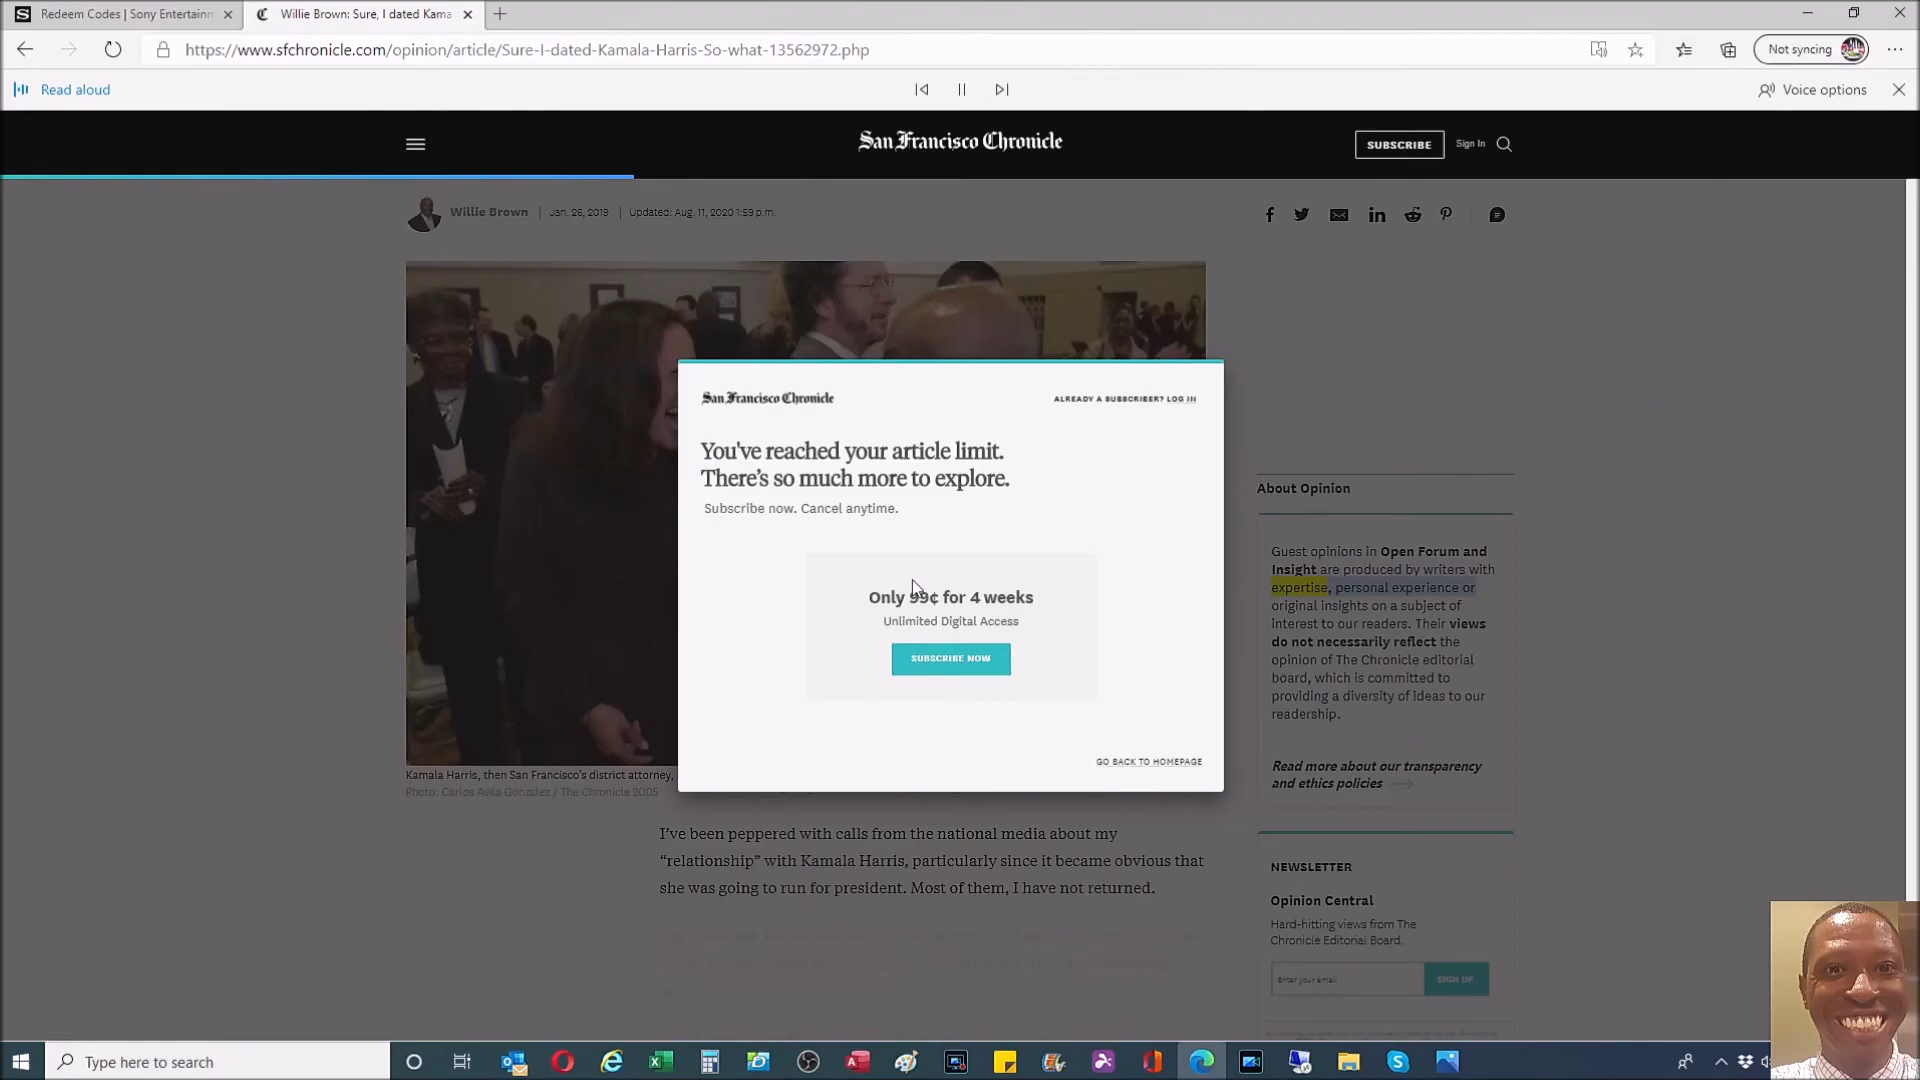 Redeem Codes | Sony Entertainm
Willie Brown: Sure, I dated Kama
https://www.sfchronicle.com/opinion/article/Sure-I-dated-Kamala-Harris-So-what-13562972.php
Not syncing
Read aloud
Voice options
San Francisco Chronicle
SUBSCRIBE
Sign In
Willie Brown | Jan. 26, 2019 | Updated: Aug. 11, 2020 1:59 p.m.
San Francisco Chronicle
ALREADY A SUBSCRIBER? LOG IN
You've reached your article limit.
There's so much more to explore.
Subscribe now. Cancel anytime.
Only 99¢ for 4 weeks
Unlimited Digital Access
SUBSCRIBE NOW
GO BACK TO HOMEPAGE
Kamala Harris, then San Francisco's district attorney,
Photo: Carlos Avila Gonzalez / The Chronicle 2005
I've been peppered with calls from the national media about my
“relationship” with Kamala Harris, particularly since it became obvious that
she was going to run for president. Most of them, I have not returned.
About Opinion
Guest opinions in Open Forum and
Insight are produced by writers with
expertise, personal experience or
original insights on a subject of
interest to our readers. Their views
do not necessarily reflect the
opinion of The Chronicle editorial
board, which is committed to
providing a diversity of ideas to our
readership.
Read more about our transparency
and ethics policies
NEWSLETTER
Opinion Central
Hard-hitting views from The
Chronicle Editorial Board.
Enter your email
SIGN UP
Type here to search